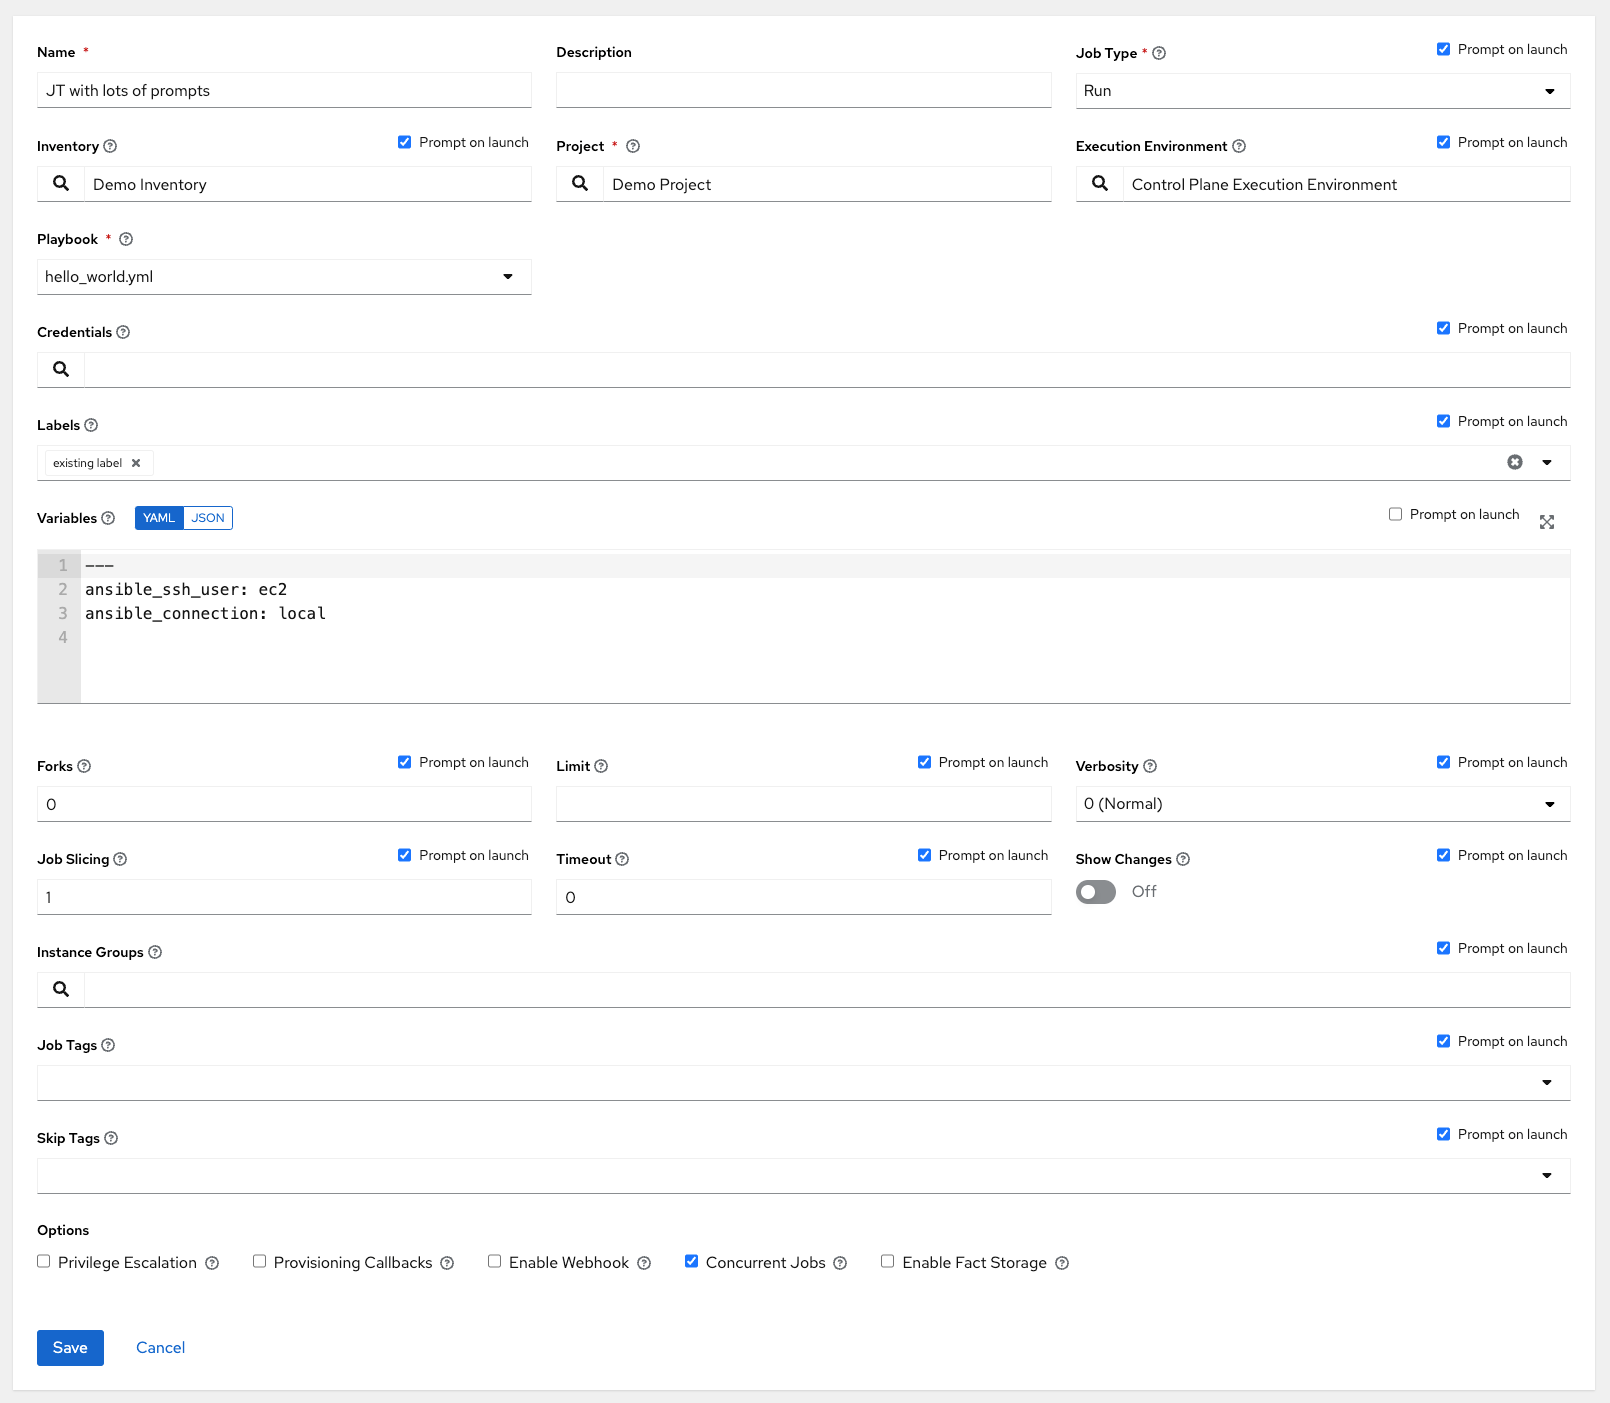 Name *
Description
Job Type *
Prompt on launch
JT with lots of prompts
Run
Inventory
Prompt on launch
Project *
Execution Environment
Prompt on launch
Demo Inventory
Demo Project
Control Plane Execution Environment
Playbook *
hello_world.yml
Credentials
Prompt on launch
Labels
Prompt on launch
existing label
Variables
YAML
JSON
Prompt on launch
1 ---
2 ansible_ssh_user: ec2
3 ansible_connection: local
4
Forks
Prompt on launch
Limit
Prompt on launch
Verbosity
Prompt on launch
0
0 (Normal)
Job Slicing
Prompt on launch
Timeout
Prompt on launch
Show Changes
Prompt on launch
1
0
Off
Instance Groups
Prompt on launch
Job Tags
Prompt on launch
Skip Tags
Prompt on launch
Options
Privilege Escalation
Provisioning Callbacks
Enable Webhook
Concurrent Jobs
Enable Fact Storage
Save
Cancel